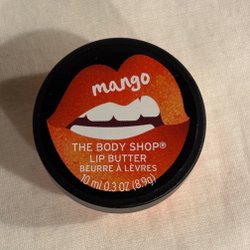 mango
THE BODY SHOP®
LIP BUTTER
BEURRE À LÈVRES
10 ml 0.3 OZ (8.9g)